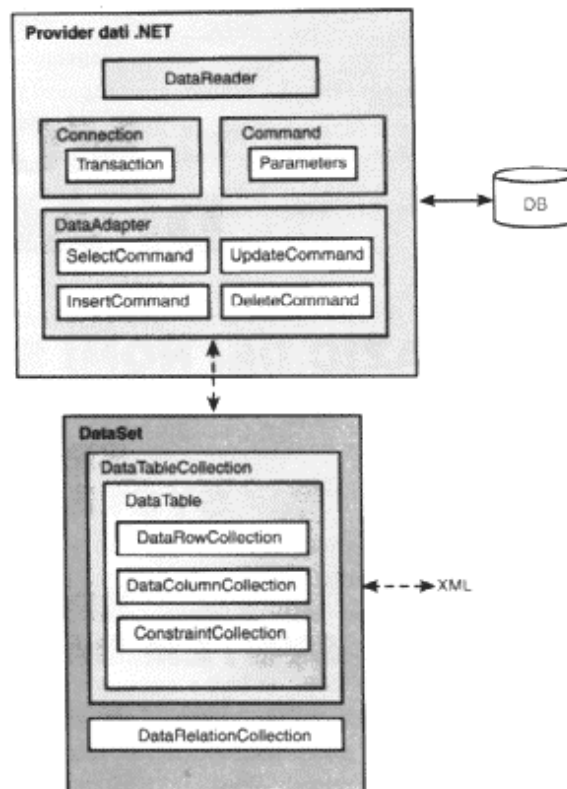 Provider dati .NET
DataReader
Connection
Transaction
Command
Parameters
DataAdapter
SelectCommand
UpdateCommand
InsertCommand
DeleteCommand
DB
DataSet
DataTableCollection
DataTable
DataRowCollection
DataColumnCollection
ConstraintCollection
XML
DataRelationCollection